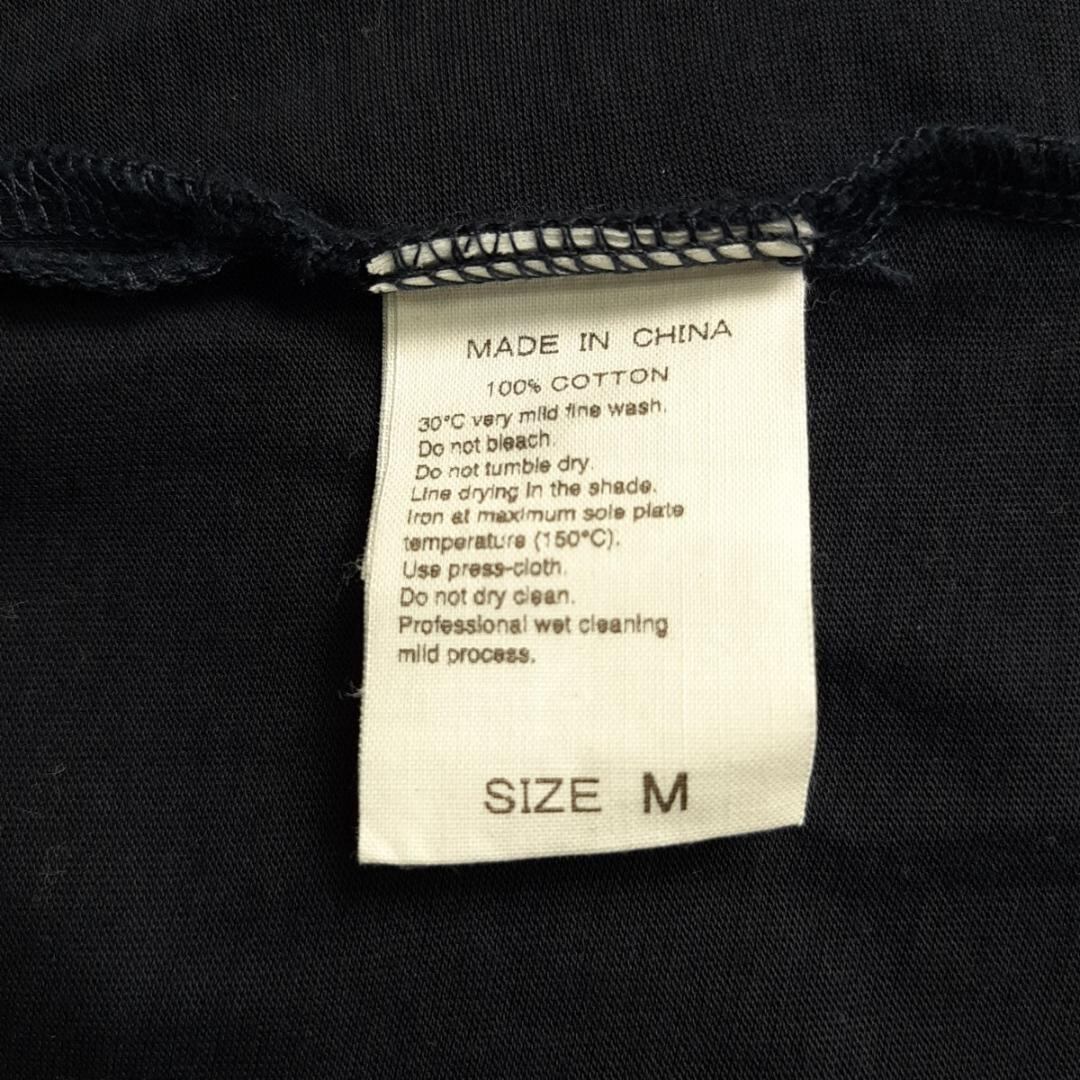 MADE IN CHINA
100% COTTON
30°C very mild fine wash.
Do not bleach.
Do not tumble dry.
Line drying in the shade.
Iron at maximum sole plate
temperature (150°C).
Use press-cloth.
Do not dry clean.
Professional wet cleaning
mild process.
SIZE M